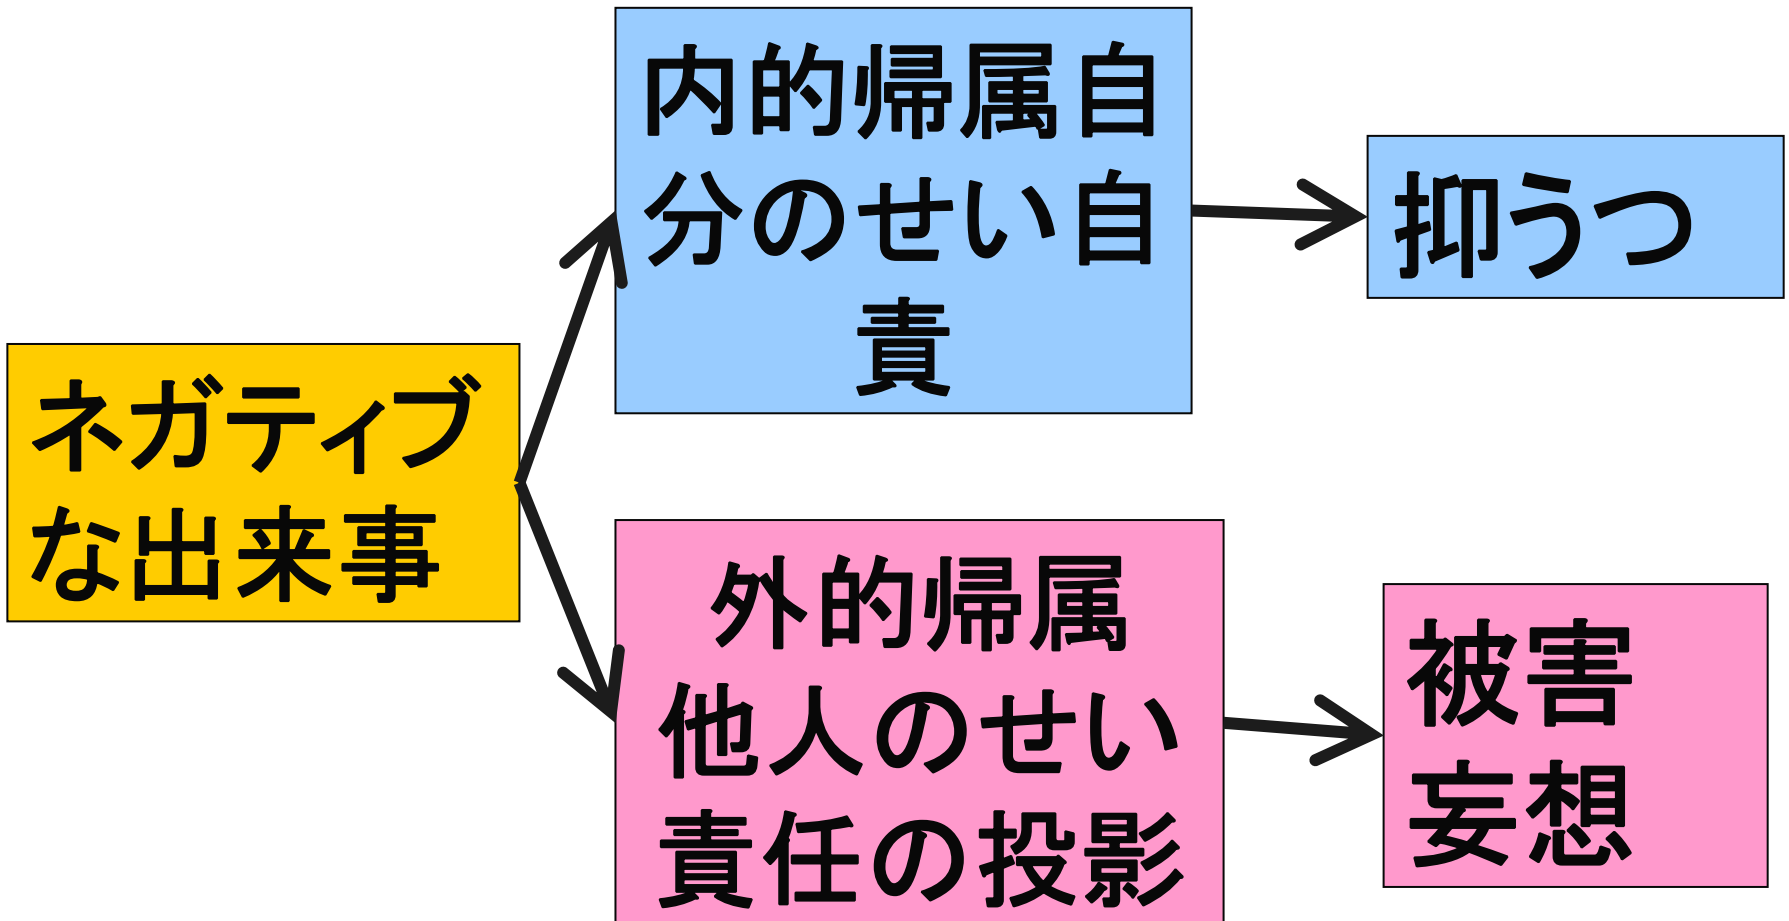 内的帰属自
分のせい自
責
抑うつ
ネガティブ
な出来事
外的帰属
他人のせい
責任の投影
被害
妄想